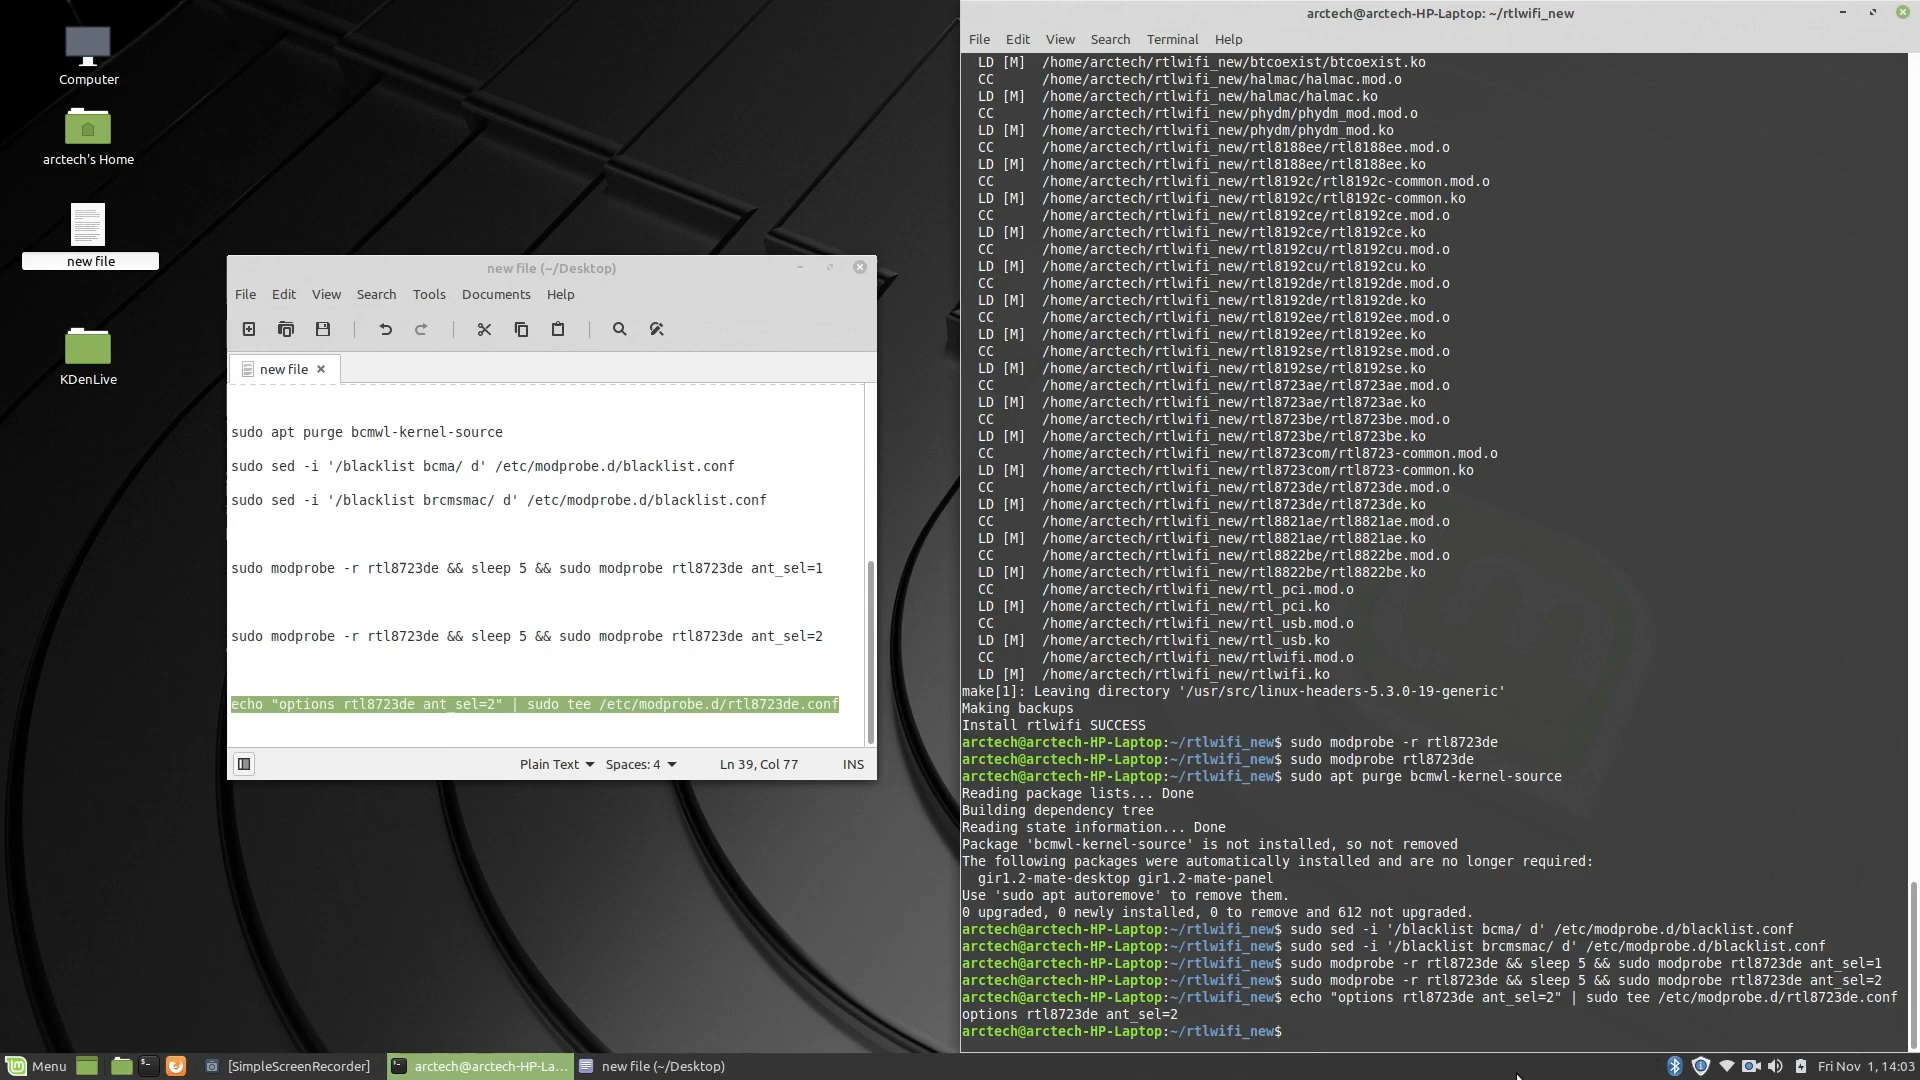 Computer
arctech's Home
new file
KDenLive
new file (~/Desktop)
File Edit View Search Tools Documents Help
new file
sudo apt purge bcmwl-kernel-source
sudo sed -i '/blacklist bcma/ d' /etc/modprobe.d/blacklist.conf
sudo sed -i '/blacklist brcmsmac/ d' /etc/modprobe.d/blacklist.conf
sudo modprobe -r rtl8723de && sleep 5 && sudo modprobe rtl8723de ant_sel=1
sudo modprobe -r rtl8723de && sleep 5 && sudo modprobe rtl8723de ant_sel=2
echo "options rtl8723de ant_sel=2" | sudo tee /etc/modprobe.d/rtl8723de.conf
Plain Text Spaces: 4 Ln 39, Col 77 INS
arctech@arctech-HP-Laptop: ~/rtlwifi_new
File Edit View Search Terminal Help
LD [M] /home/arctech/rtlwifi_new/btcoexist/btcoexist.ko
CC /home/arctech/rtlwifi_new/halmac/halmac.mod.o
LD [M] /home/arctech/rtlwifi_new/halmac/halmac.ko
CC /home/arctech/rtlwifi_new/phydm/phydm_mod.mod.o
LD [M] /home/arctech/rtlwifi_new/phydm/phydm_mod.ko
CC /home/arctech/rtlwifi_new/rtl8188ee/rtl8188ee.mod.o
LD [M] /home/arctech/rtlwifi_new/rtl8188ee/rtl8188ee.ko
CC /home/arctech/rtlwifi_new/rtl8192c/rtl8192c-common.mod.o
LD [M] /home/arctech/rtlwifi_new/rtl8192c/rtl8192c-common.ko
CC /home/arctech/rtlwifi_new/rtl8192ce/rtl8192ce.mod.o
LD [M] /home/arctech/rtlwifi_new/rtl8192ce/rtl8192ce.ko
CC /home/arctech/rtlwifi_new/rtl8192cu/rtl8192cu.mod.o
LD [M] /home/arctech/rtlwifi_new/rtl8192cu/rtl8192cu.ko
CC /home/arctech/rtlwifi_new/rtl8192de/rtl8192de.mod.o
LD [M] /home/arctech/rtlwifi_new/rtl8192de/rtl8192de.ko
CC /home/arctech/rtlwifi_new/rtl8192ee/rtl8192ee.mod.o
LD [M] /home/arctech/rtlwifi_new/rtl8192ee/rtl8192ee.ko
CC /home/arctech/rtlwifi_new/rtl8192se/rtl8192se.mod.o
LD [M] /home/arctech/rtlwifi_new/rtl8192se/rtl8192se.ko
CC /home/arctech/rtlwifi_new/rtl8723ae/rtl8723ae.mod.o
LD [M] /home/arctech/rtlwifi_new/rtl8723ae/rtl8723ae.ko
CC /home/arctech/rtlwifi_new/rtl8723be/rtl8723be.mod.o
LD [M] /home/arctech/rtlwifi_new/rtl8723be/rtl8723be.ko
CC /home/arctech/rtlwifi_new/rtl8723com/rtl8723-common.mod.o
LD [M] /home/arctech/rtlwifi_new/rtl8723com/rtl8723-common.ko
CC /home/arctech/rtlwifi_new/rtl8723de/rtl8723de.mod.o
LD [M] /home/arctech/rtlwifi_new/rtl8723de/rtl8723de.ko
CC /home/arctech/rtlwifi_new/rtl8821ae/rtl8821ae.mod.o
LD [M] /home/arctech/rtlwifi_new/rtl8821ae/rtl8821ae.ko
CC /home/arctech/rtlwifi_new/rtl8822be/rtl8822be.mod.o
LD [M] /home/arctech/rtlwifi_new/rtl8822be/rtl8822be.ko
CC /home/arctech/rtlwifi_new/rtl_pci.mod.o
LD [M] /home/arctech/rtlwifi_new/rtl_pci.ko
CC /home/arctech/rtlwifi_new/rtl_usb.mod.o
LD [M] /home/arctech/rtlwifi_new/rtl_usb.ko
CC /home/arctech/rtlwifi_new/rtlwifi.mod.o
LD [M] /home/arctech/rtlwifi_new/rtlwifi.ko
make[1]: Leaving directory '/usr/src/linux-headers-5.3.0-19-generic'
Making backups
Install rtlwifi SUCCESS
arctech@arctech-HP-Laptop:~/rtlwifi_new$ sudo modprobe -r rtl8723de
arctech@arctech-HP-Laptop:~/rtlwifi_new$ sudo modprobe rtl8723de
arctech@arctech-HP-Laptop:~/rtlwifi_new$ sudo apt purge bcmwl-kernel-source
Reading package lists... Done
Building dependency tree
Reading state information... Done
Package 'bcmwl-kernel-source' is not installed, so not removed
The following packages were automatically installed and are no longer required:
gir1.2-mate-desktop gir1.2-mate-panel
Use 'sudo apt autoremove' to remove them.
0 upgraded, 0 newly installed, 0 to remove and 612 not upgraded.
arctech@arctech-HP-Laptop:~/rtlwifi_new$ sudo sed -i '/blacklist bcma/ d' /etc/modprobe.d/blacklist.conf
arctech@arctech-HP-Laptop:~/rtlwifi_new$ sudo sed -i '/blacklist brcmsmac/ d' /etc/modprobe.d/blacklist.conf
arctech@arctech-HP-Laptop:~/rtlwifi_new$ sudo modprobe -r rtl8723de && sleep 5 && sudo modprobe rtl8723de ant_sel=1
arctech@arctech-HP-Laptop:~/rtlwifi_new$ sudo modprobe -r rtl8723de && sleep 5 && sudo modprobe rtl8723de ant_sel=2
arctech@arctech-HP-Laptop:~/rtlwifi_new$ echo "options rtl8723de ant_sel=2" | sudo tee /etc/modprobe.d/rtl8723de.conf
options rtl8723de ant_sel=2
arctech@arctech-HP-Laptop:~/rtlwifi_new$
Menu [SimpleScreenRecorder] arctech@arctech-HP-La... new file (~/Desktop) Fri Nov 1, 14:03